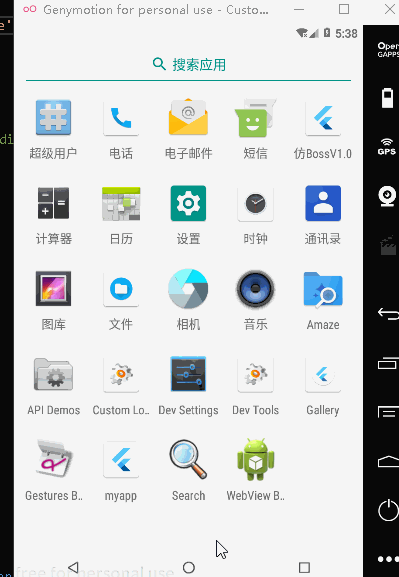 Genymotion for personal use - Custo...
e'
5:38
Open
GAPPS
搜索应用
di
GPS
超级用户 电话 电子邮件 短信 仿BossV1.0
计算器 日历 设置 时钟 通讯录
图库 文件 相机 音乐 Amaze
API Demos Custom Lo.. Dev Settings Dev Tools Gallery
Gestures B.. myapp Search WebView B..
free for personal use